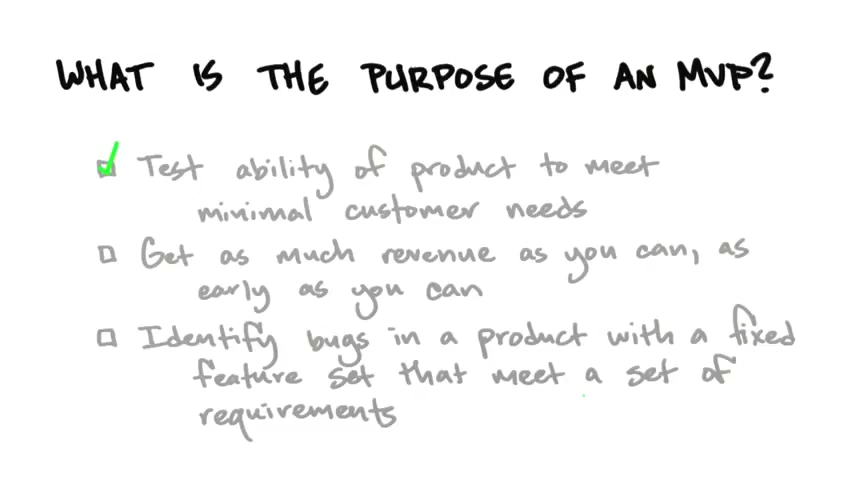 WHAT IS THE PURPOSE OF AN MVP?
Test ability of product to meet
minimal customer needs
Get as much revenue as you can, as
early as you can
Identify bugs in a product with a fixed
feature set that meet a set of
requirements